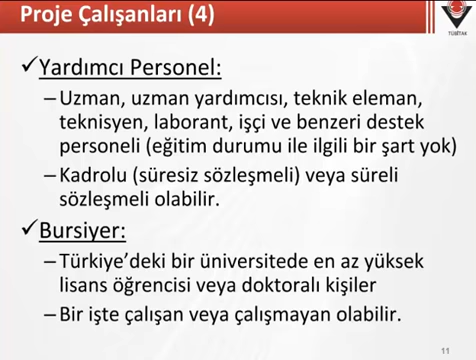 Proje Çalışanları (4)
TÜBİTAK
✓Yardımcı Personel:
–Uzman, uzman yardımcısı, teknik eleman,
teknisyen, laborant, işçi ve benzeri destek
personeli (eğitim durumu ile ilgili bir şart yok)
–Kadrolu (süresiz sözleşmeli) veya süreli
sözleşmeli olabilir.
✓Bursiyer:
–Türkiye’deki bir üniversitede en az yüksek
lisans öğrencisi veya doktoralı kişiler
–Bir işte çalışan veya çalışmayan olabilir.
11